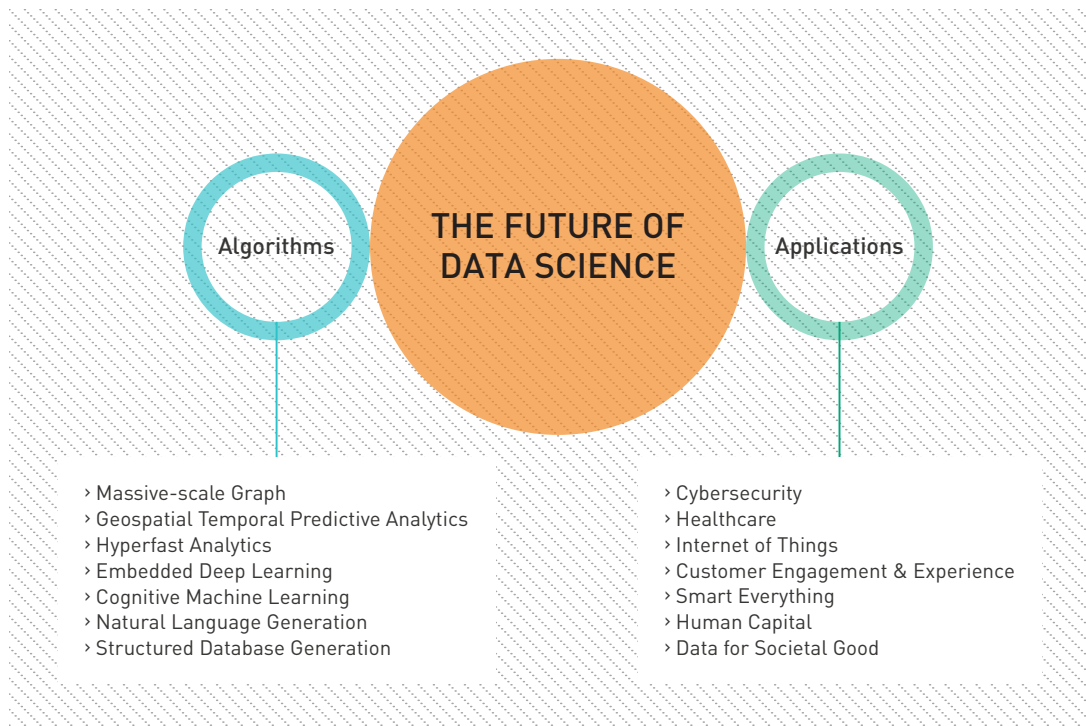 THE FUTURE OF
DATA SCIENCE
Algorithms
Applications
› Massive-scale Graph
› Geospatial Temporal Predictive Analytics
› Hyperfast Analytics
› Embedded Deep Learning
› Cognitive Machine Learning
› Natural Language Generation
› Structured Database Generation
› Cybersecurity
› Healthcare
› Internet of Things
› Customer Engagement & Experience
› Smart Everything
› Human Capital
› Data for Societal Good